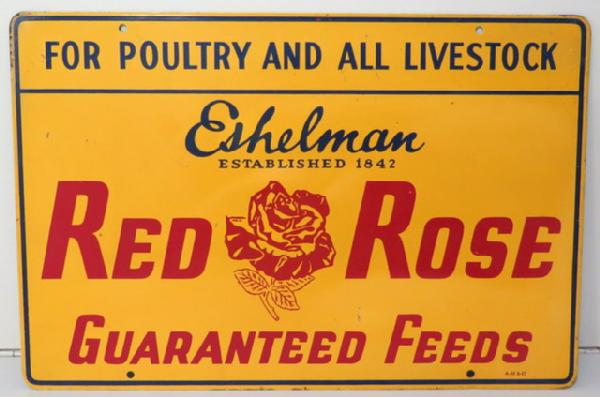 FOR POULTRY AND ALL LIVESTOCK
Eshelman
ESTABLISHED 1842
RED ROSE
GUARANTEED FEEDS